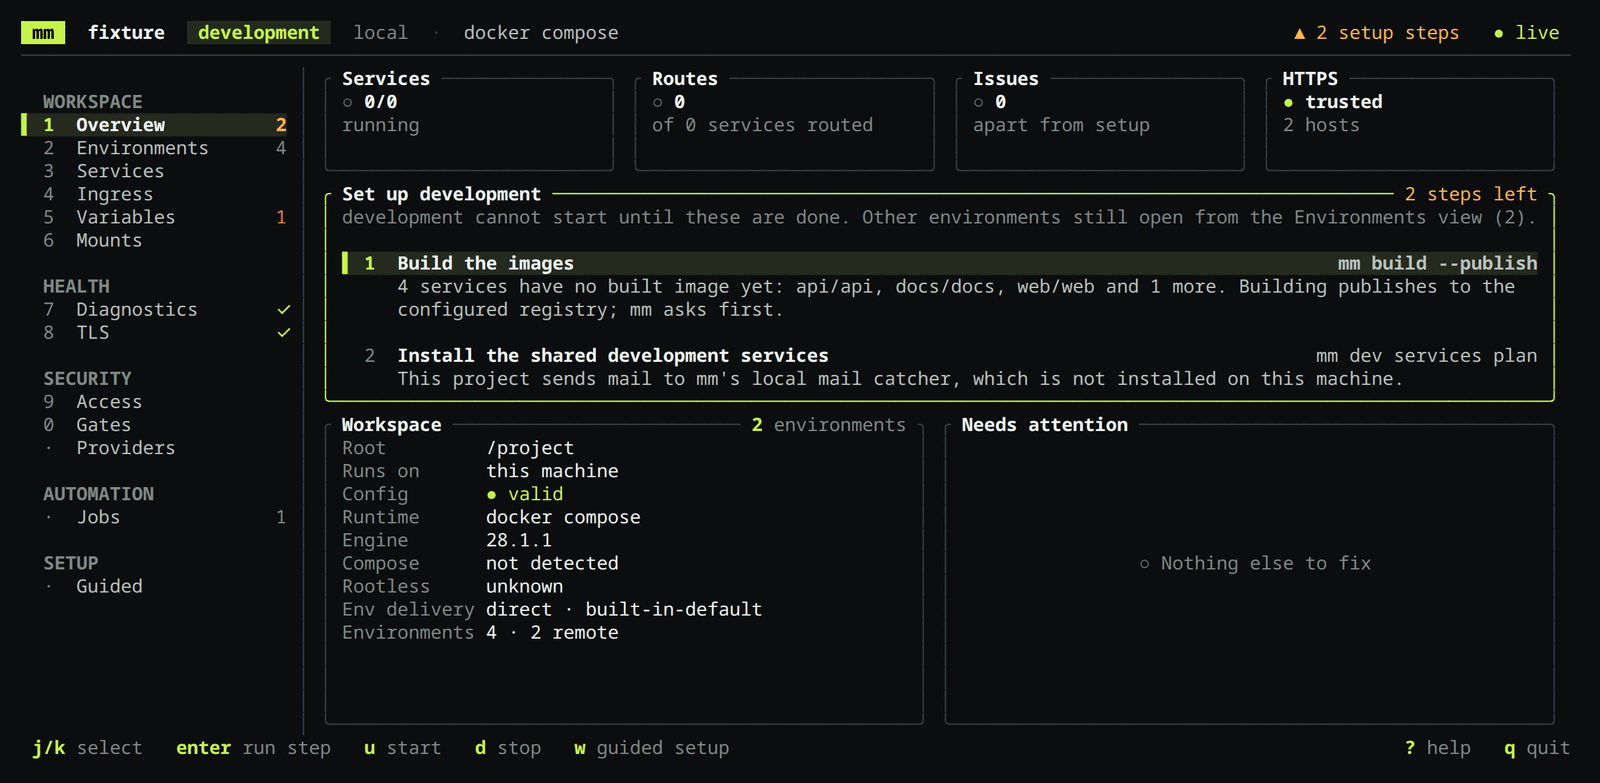 mm fixture development local · docker compose ▲ 2 setup steps ● live
WORKSPACE
1 Overview 2
2 Environments 4
3 Services
4 Ingress
5 Variables 1
6 Mounts
HEALTH
7 Diagnostics ✓
8 TLS ✓
SECURITY
9 Access
0 Gates
· Providers
AUTOMATION
· Jobs 1
SETUP
· Guided
Services
○ 0/0
running
Routes
○ 0
of 0 services routed
Issues
○ 0
apart from setup
HTTPS
● trusted
2 hosts
Set up development 2 steps left
development cannot start until these are done. Other environments still open from the Environments view (2).
1 Build the images mm build --publish
4 services have no built image yet: api/api, docs/docs, web/web and 1 more. Building publishes to the
configured registry; mm asks first.
2 Install the shared development services mm dev services plan
This project sends mail to mm's local mail catcher, which is not installed on this machine.
Workspace 2 environments
Root /project
Runs on this machine
Config ● valid
Runtime docker compose
Engine 28.1.1
Compose not detected
Rootless unknown
Env delivery direct · built-in-default
Environments 4 · 2 remote
Needs attention
○ Nothing else to fix
j/k select enter run step u start d stop w guided setup ? help q quit